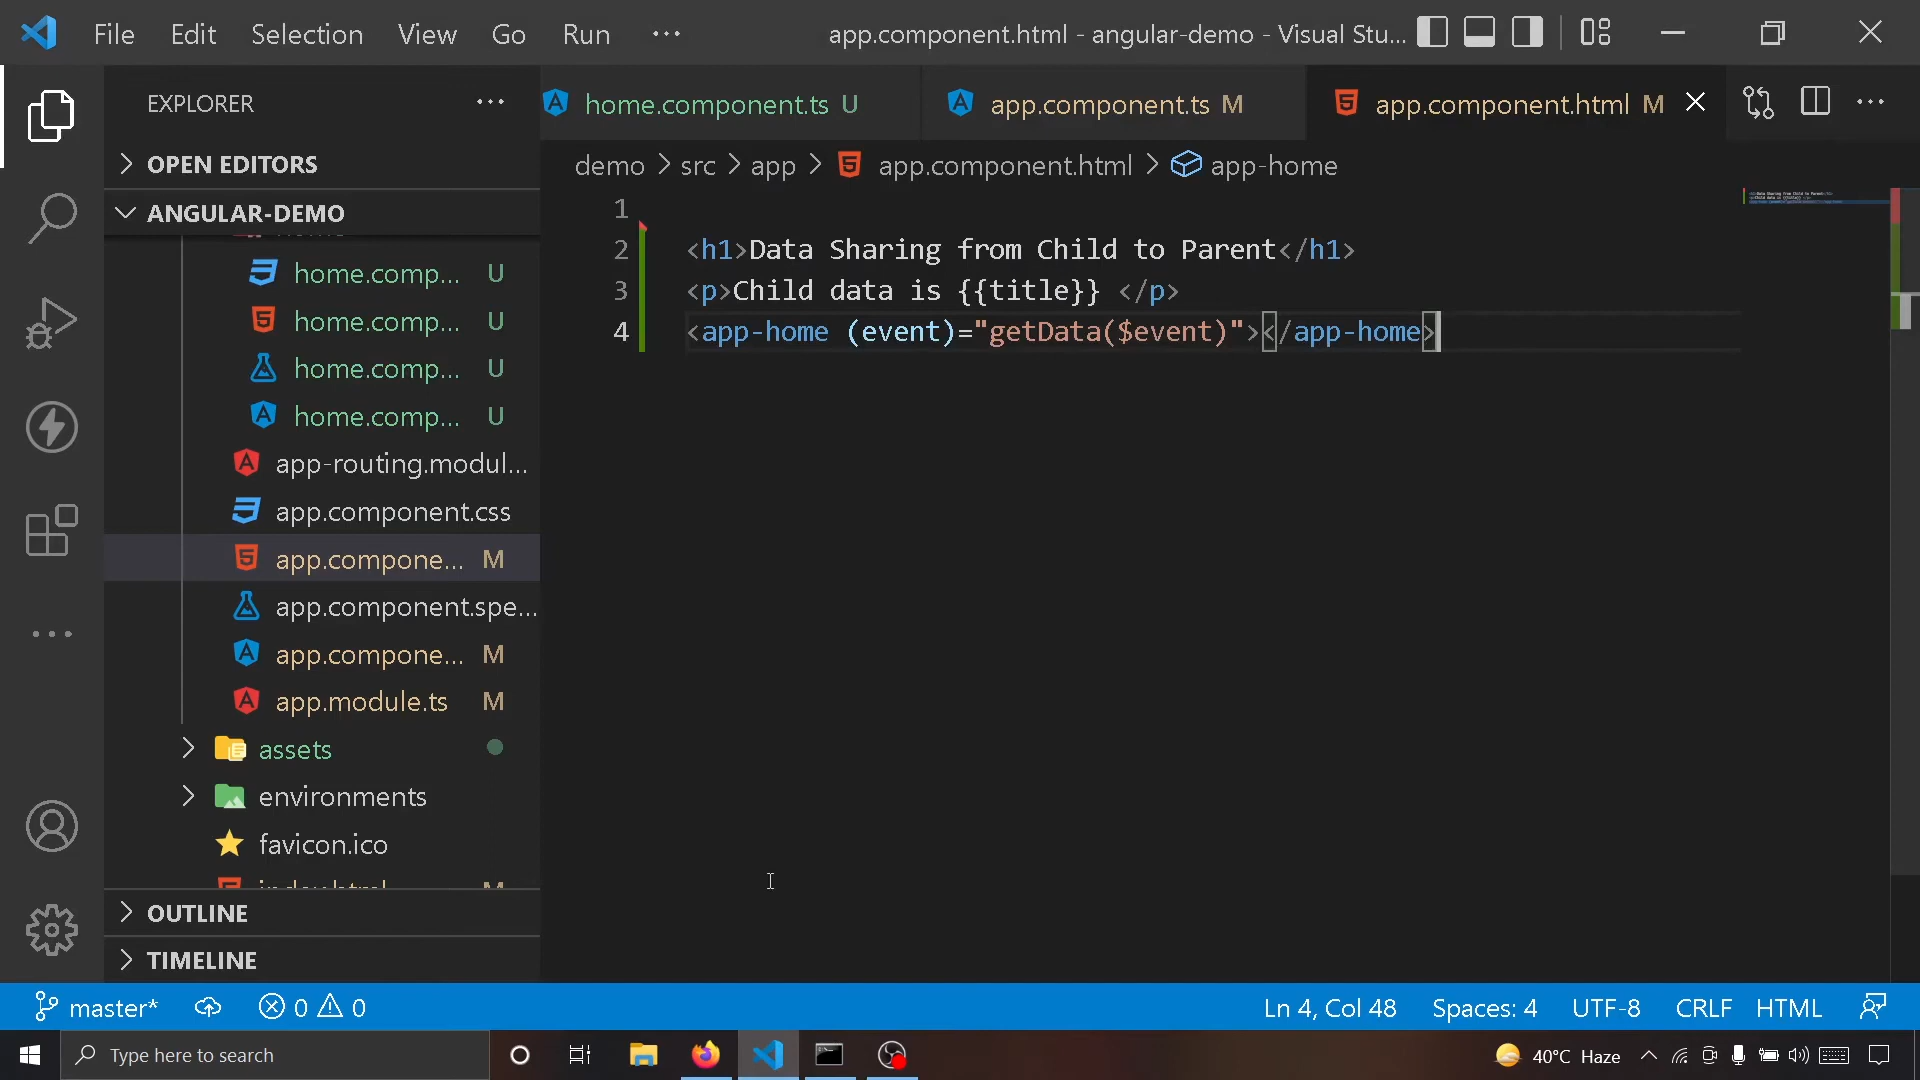 File Edit Selection View Go Run ··· app.component.html - angular-demo - Visual Stu...
EXPLORER ···
home.component.ts U app.component.ts M app.component.html M
OPEN EDITORS
demo > src > app > app.component.html > app-home
ANGULAR-DEMO
home.comp... U
home.comp... U
home.comp... U
home.comp... U
app-routing.modul...
app.component.css
app.compone... M
app.component.spe...
app.compone... M
app.module.ts M
assets
environments
favicon.ico
index.html M
OUTLINE
TIMELINE
1
2 <h1>Data Sharing from Child to Parent</h1>
3 <p>Child data is {{title}} </p>
4 <app-home (event)="getData($event)"></app-home>
master* 0 0 Ln 4, Col 48 Spaces: 4 UTF-8 CRLF HTML
Type here to search 40°C Haze